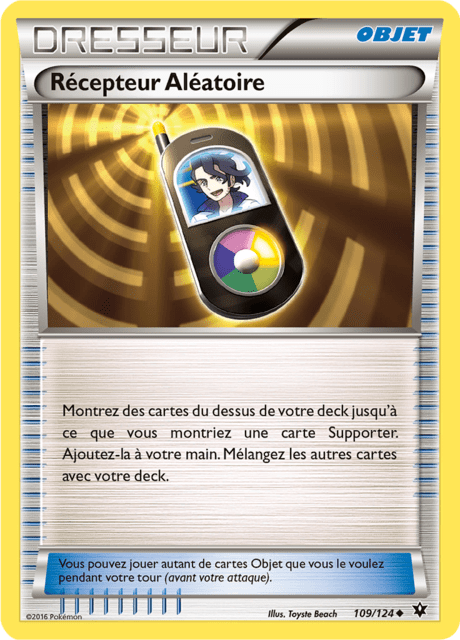 DRESSEUR
OBJET
Récepteur Aléatoire
Montrez des cartes du dessus de votre deck jusqu'à
ce que vous montriez une carte Supporter.
Ajoutez-la à votre main. Mélangez les autres cartes
avec votre deck.
Vous pouvez jouer autant de cartes Objet que vous le voulez
pendant votre tour (avant votre attaque).
©2016 Pokémon
Illus. Toyste Beach
109/124